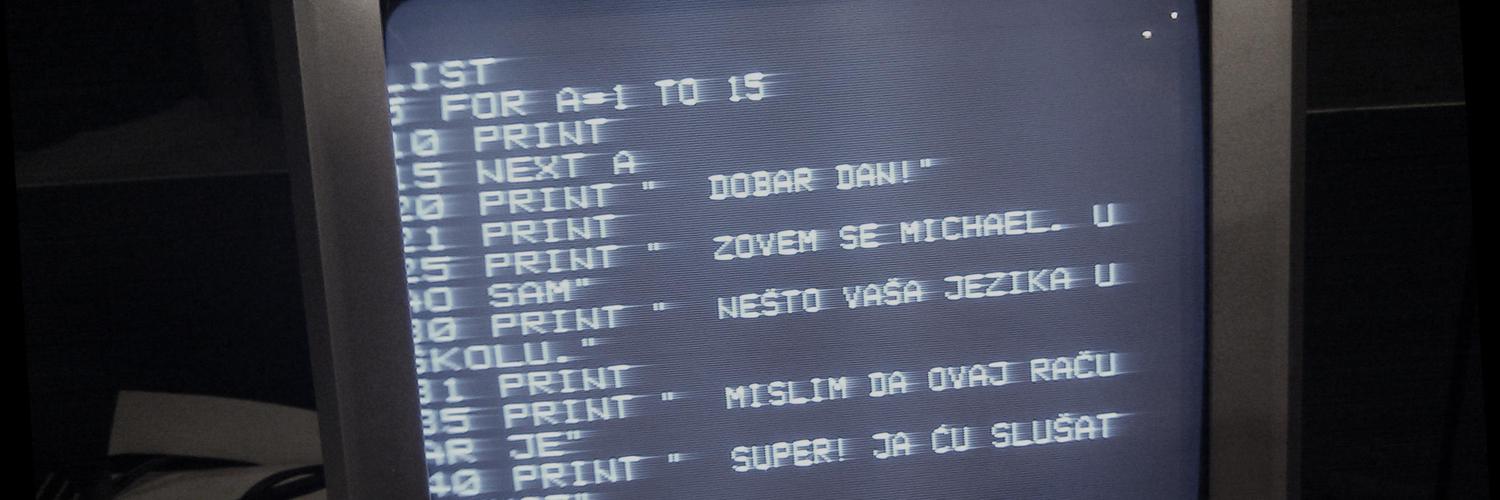 LIST
5 FOR A=1 TO 15
10 PRINT
15 NEXT A
20 PRINT " DOBAR DAN!"
21 PRINT
25 PRINT " ZOVEM SE MICHAEL. U
AO SAM"
30 PRINT " NEŠTO VAŠA JEZIKA U
ŠKOLU."
31 PRINT
35 PRINT " MISLIM DA OVAJ RAČU
AR JE"
40 PRINT " SUPER! JA ĆU SLUŠAT